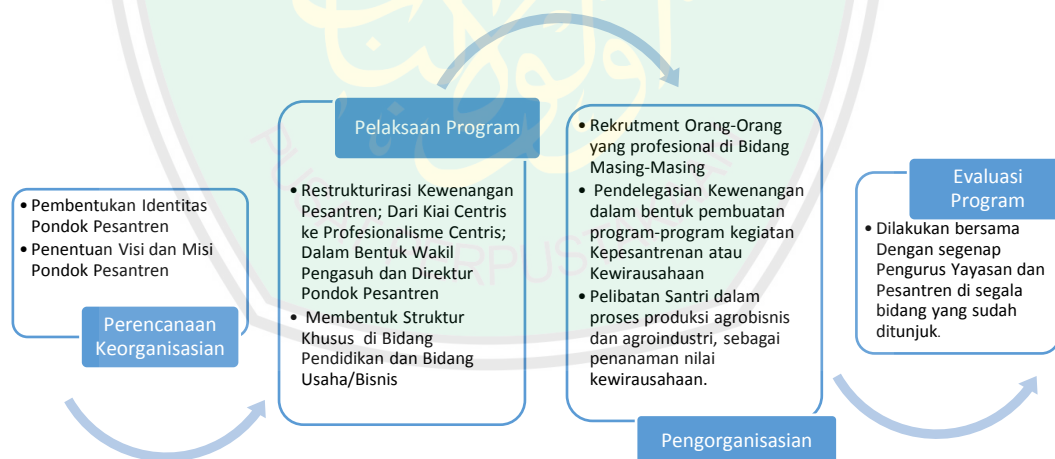 • Pembentukan Identitas
Pondok Pesantren
• Penentuan Visi dan Misi
Pondok Pesantren
Perencanaan
Keorganisasian
Pelaksaan Program
• Restrukturirasi Kewenangan
Pesantren; Dari Kiai Centris
ke Profesionalisme Centris;
Dalam Bentuk Wakil
Pengasuh dan Direktur
Pondok Pesantren
• Membentuk Struktur
Khusus di Bidang
Pendidikan dan Bidang
Usaha/Bisnis
• Rekrutment Orang-Orang
yang profesional di Bidang
Masing-Masing
• Pendelegasian Kewenangan
dalam bentuk pembuatan
program-program kegiatan
Kepesantrenan atau
Kewirausahaan
• Pelibatan Santri dalam
proses produksi agrobisnis
dan agroindustri, sebagai
penanaman nilai
kewirausahaan.
Pengorganisasian
Evaluasi
Program
• Dilakukan bersama
Dengan segenap
Pengurus Yayasan dan
Pesantren di segala
bidang yang sudah
ditunjuk.